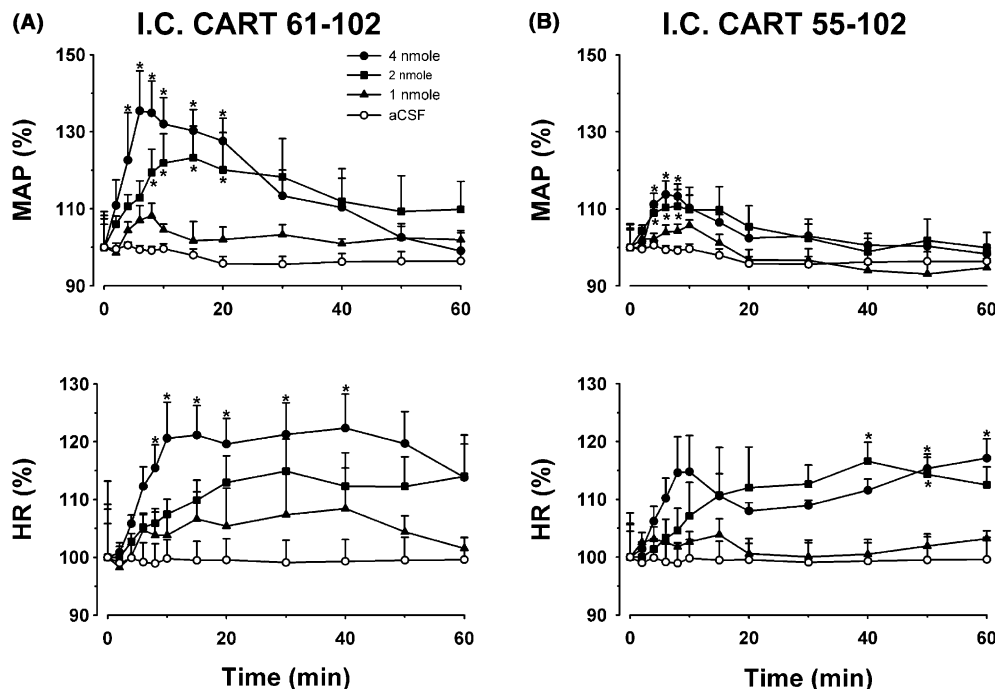 (A) I.C. CART 61-102
150
130
110
90
MAP (%)
4 nmole
2 nmole
1 nmole
aCSF
* * * * * * *
* * * *
0 20 40 60
(B) I.C. CART 55-102
150
130
110
90
MAP (%)
* * *
* * *
0 20 40 60
130
120
110
100
90
HR (%)
* * * * * *
0 20 40 60
Time (min)
130
120
110
100
90
HR (%)
* * *
*
0 20 40 60
Time (min)